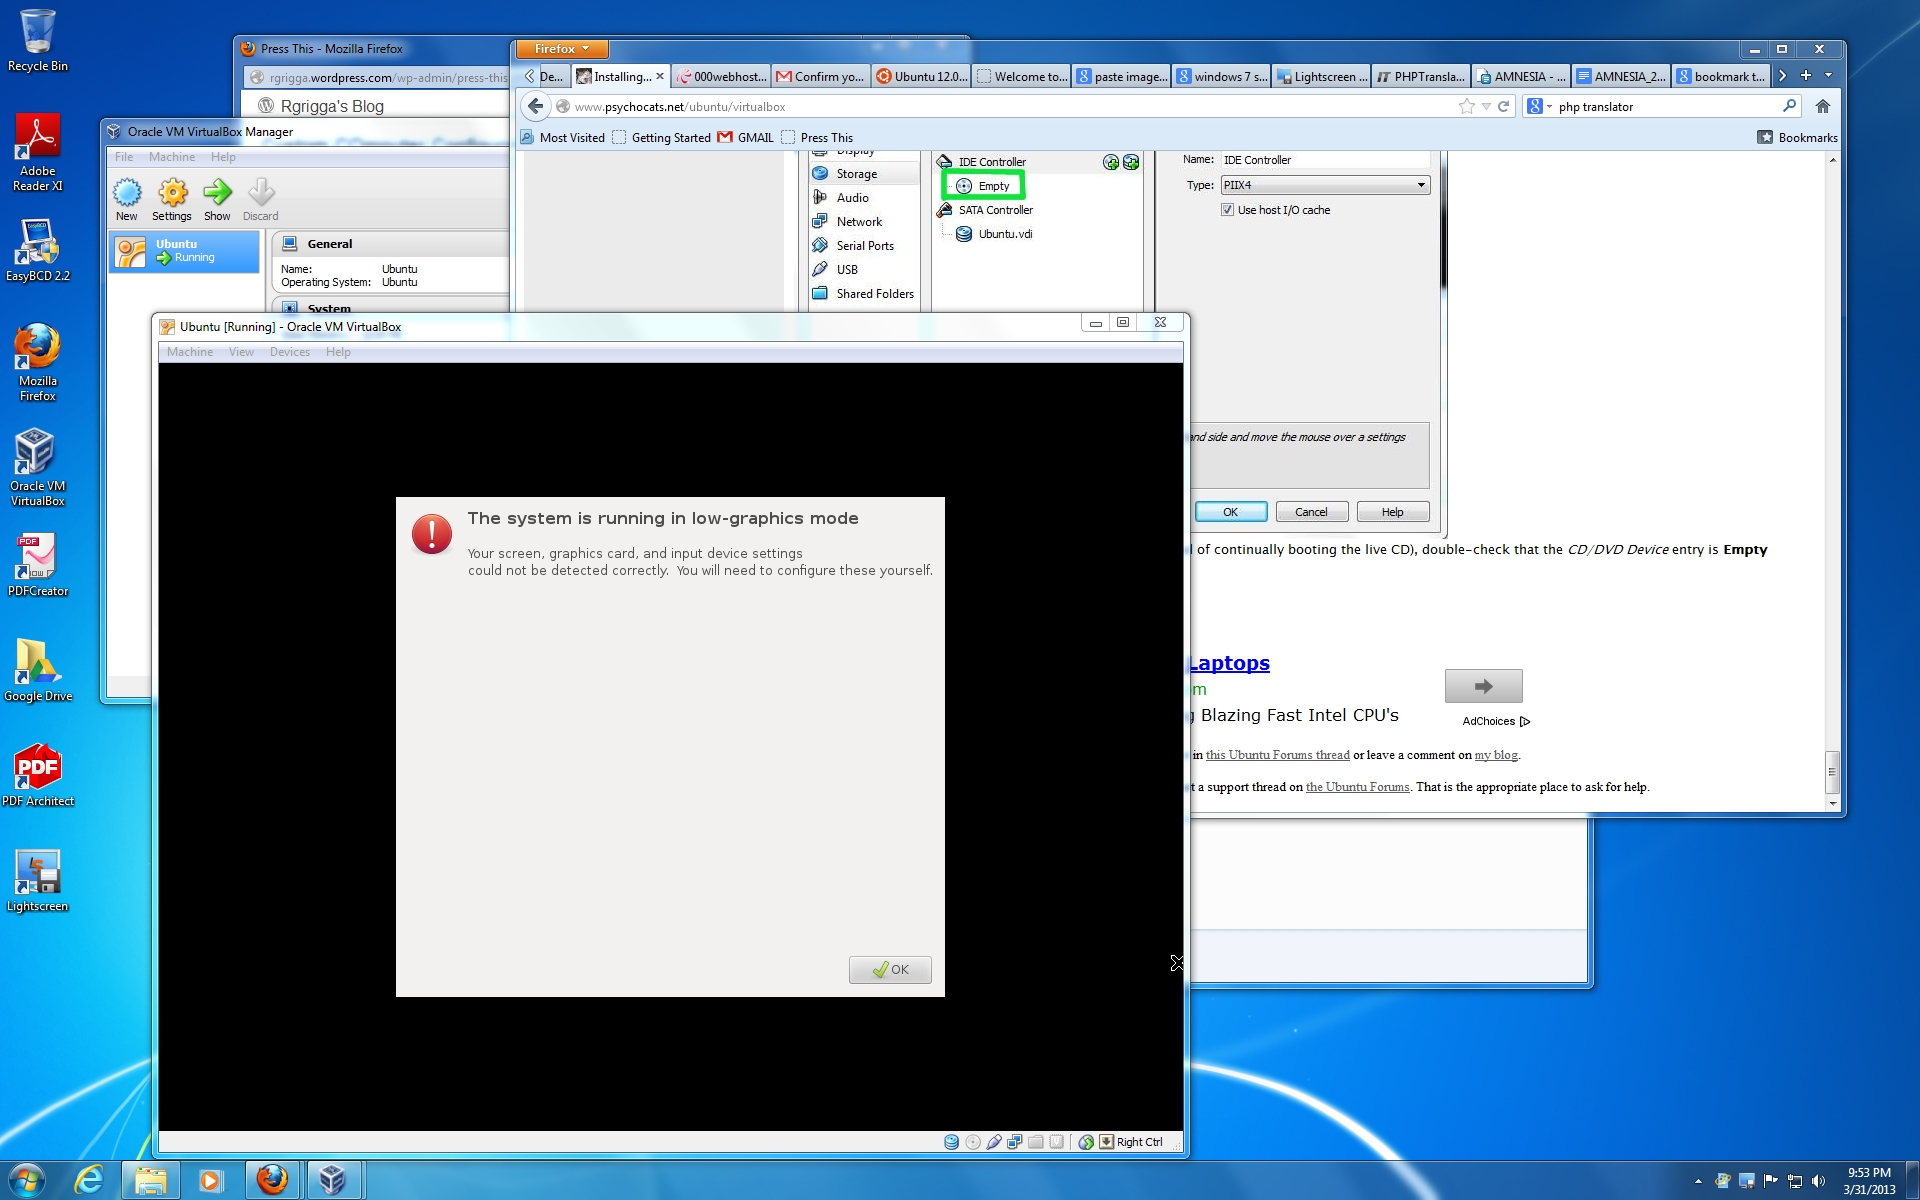 Recycle Bin
Adobe
Reader XI
EasyBCD 2.2
Mozilla
Firefox
Oracle VM
VirtualBox
PDFCreator
Google Drive
PDF Architect
Lightscreen
Press This - Mozilla Firefox
rgrigga.wordpress.com/wp-admin/press-this
Rgrigga's Blog
Oracle VM VirtualBox Manager
File Machine Help
New Settings Show Discard
Ubuntu
Running
General
Name: Ubuntu
Operating System: Ubuntu
System
Firefox
De... Installing... 000webhost... Confirm yo... Ubuntu 12.0... Welcome to... paste image... windows 7 s... Lightscreen ... PHPTransla... AMNESIA - ... AMNESIA_2... bookmark t...
www.psychocats.net/ubuntu/virtualbox
php translator
Most Visited Getting Started GMAIL Press This
Bookmarks
Display
Storage
Audio
Network
Serial Ports
USB
Shared Folders
IDE Controller
Empty
SATA Controller
Ubuntu.vdi
Name: IDE Controller
Type: PIIX4
Use host I/O cache
and side and move the mouse over a settings
OK Cancel Help
of continually booting the live CD), double-check that the CD/DVD Device entry is Empty
Laptops
Blazing Fast Intel CPU's
AdChoices
in this Ubuntu Forums thread or leave a comment on my blog.
a support thread on the Ubuntu Forums. That is the appropriate place to ask for help.
Ubuntu [Running] - Oracle VM VirtualBox
Machine View Devices Help
The system is running in low-graphics mode
Your screen, graphics card, and input device settings
could not be detected correctly. You will need to configure these yourself.
OK
Right Ctrl
9:53 PM
3/31/2013